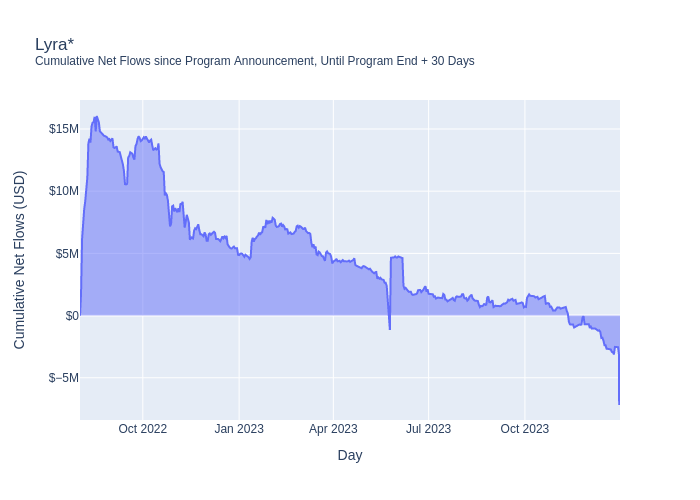 Lyra*
Cumulative Net Flows since Program Announcement, Until Program End + 30 Days
Cumulative Net Flows (USD)
$15M
$10M
$5M
$0
$−5M
Oct 2022
Jan 2023
Apr 2023
Jul 2023
Oct 2023
Day